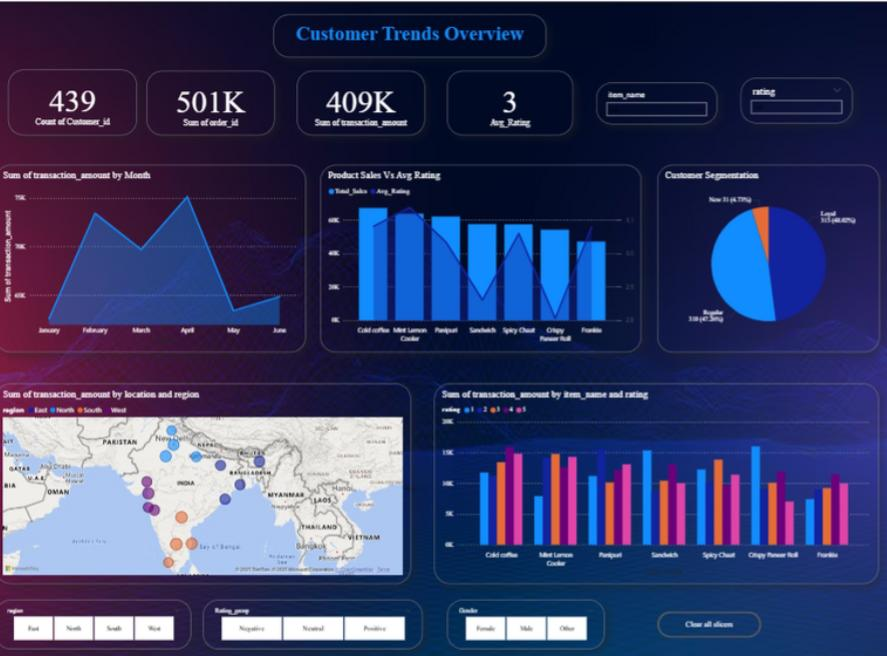 Customer Trends Overview
439
Count of Customer_id
501K
Sum of order_id
409K
Sum of transaction_amount
3
Avg_Rating
item_name
rating
Sum of transaction_amount by Month
Sum of transaction_amount
75K
70K
65K
January February March April May June
Product Sales Vs Avg Rating
Total_Sales Avg_Rating
60K
40K
20K
0K
Cold coffee Mint Lemon Cooler Panipuri Sandwich Spicy Chaat Crispy Paneer Roll Frankie
Customer Segmentation
New 31 (4.73%)
Loyal
315 (48.02%)
Regular
310 (47.26%)
Sum of transaction_amount by location and region
region East North South West
PAKISTAN
New Delhi
NEPAL
BHUTAN
BANGLADESH
QATAR
Abu Dhabi
U.A.E.
OMAN
INDIA
MYANMAR
Hanoi
LAOS
THAILAND
Bangkok
VIETNAM
Bay of Bengal
Sum of transaction_amount by item_name and rating
rating 1 2 3 4 5
20K
15K
10K
5K
0K
Cold coffee Mint Lemon Cooler Panipuri Sandwich Spicy Chaat Crispy Paneer Roll Frankie
region
East North South West
Rating_group
Negative Neutral Positive
Gender
Female Male Other
Clear all slicers